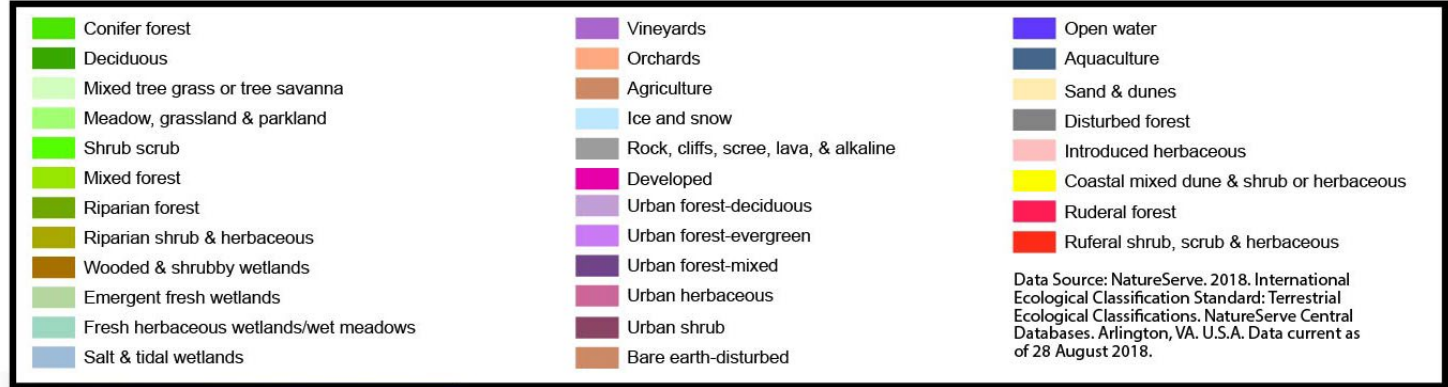 Conifer forest
Deciduous
Mixed tree grass or tree savanna
Meadow, grassland & parkland
Shrub scrub
Mixed forest
Riparian forest
Riparian shrub & herbaceous
Wooded & shrubby wetlands
Emergent fresh wetlands
Fresh herbaceous wetlands/wet meadows
Salt & tidal wetlands
Vineyards
Orchards
Agriculture
Ice and snow
Rock, cliffs, scree, lava, & alkaline
Developed
Urban forest-deciduous
Urban forest-evergreen
Urban forest-mixed
Urban herbaceous
Urban shrub
Bare earth-disturbed
Open water
Aquaculture
Sand & dunes
Disturbed forest
Introduced herbaceous
Coastal mixed dune & shrub or herbaceous
Ruderal forest
Ruferal shrub, scrub & herbaceous
Data Source: NatureServe. 2018. International
Ecological Classification Standard: Terrestrial
Ecological Classifications. NatureServe Central
Databases. Arlington, VA. U.S.A. Data current as
of 28 August 2018.